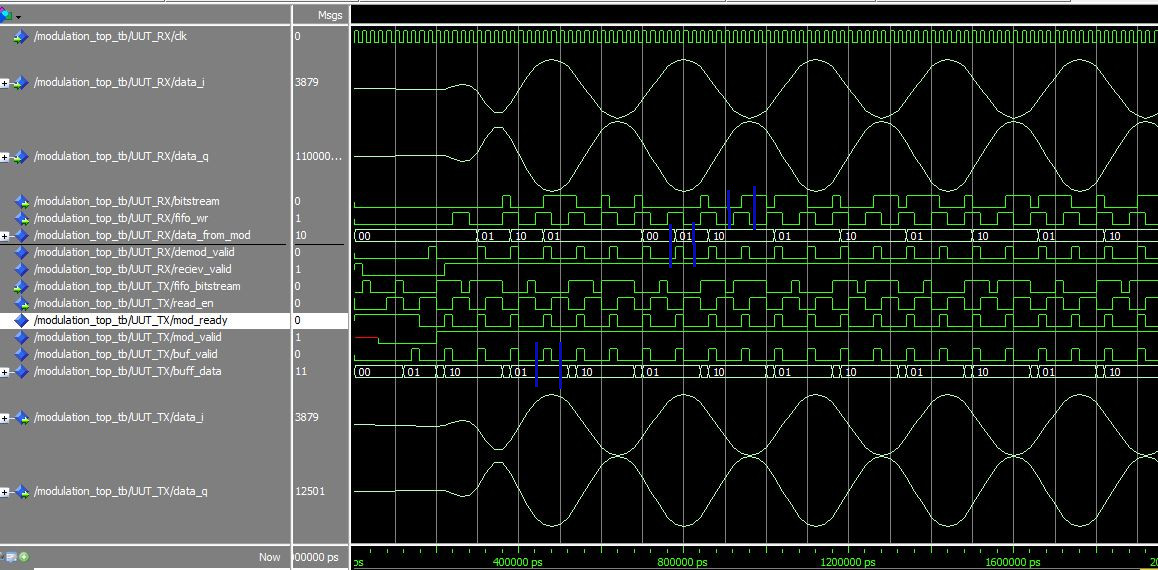 Msgs
/modulation_top_tb/UUT_RX/clk 0
/modulation_top_tb/UUT_RX/data_i 3879
/modulation_top_tb/UUT_RX/data_q 110000...
/modulation_top_tb/UUT_RX/bitstream 0
/modulation_top_tb/UUT_RX/fifo_wr 1
/modulation_top_tb/UUT_RX/data_from_mod 10 00 01 10 01 00 01 10 01 10 01 10 01 10
/modulation_top_tb/UUT_RX/demod_valid 0
/modulation_top_tb/UUT_RX/reciev_valid 1
/modulation_top_tb/UUT_TX/fifo_bitstream 0
/modulation_top_tb/UUT_TX/read_en 0
/modulation_top_tb/UUT_TX/mod_ready 0
/modulation_top_tb/UUT_TX/mod_valid 1
/modulation_top_tb/UUT_TX/buf_valid 0
/modulation_top_tb/UUT_TX/buff_data 11 00 01 10 01 10 01 10 01 10 01 10 01 10
/modulation_top_tb/UUT_TX/data_i 3879
/modulation_top_tb/UUT_TX/data_q 12501
Now 000000 ps ps 400000 ps 800000 ps 1200000 ps 1600000 ps